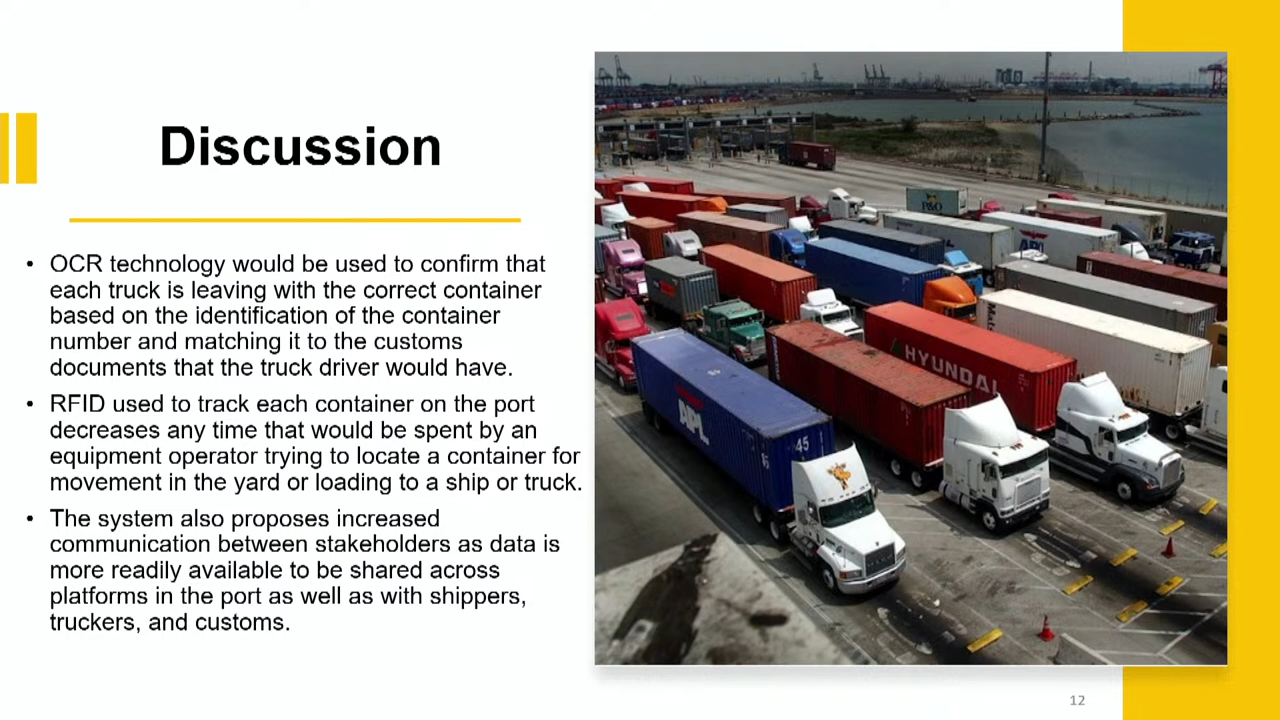 Discussion
• OCR technology would be used to confirm that
each truck is leaving with the correct container
based on the identification of the container
number and matching it to the customs
documents that the truck driver would have.
• RFID used to track each container on the port
decreases any time that would be spent by an
equipment operator trying to locate a container for
movement in the yard or loading to a ship or truck.
• The system also proposes increased
communication between stakeholders as data is
more readily available to be shared across
platforms in the port as well as with shippers,
truckers, and customs.
P&O
APL
HYUNDAI
APL
45
12